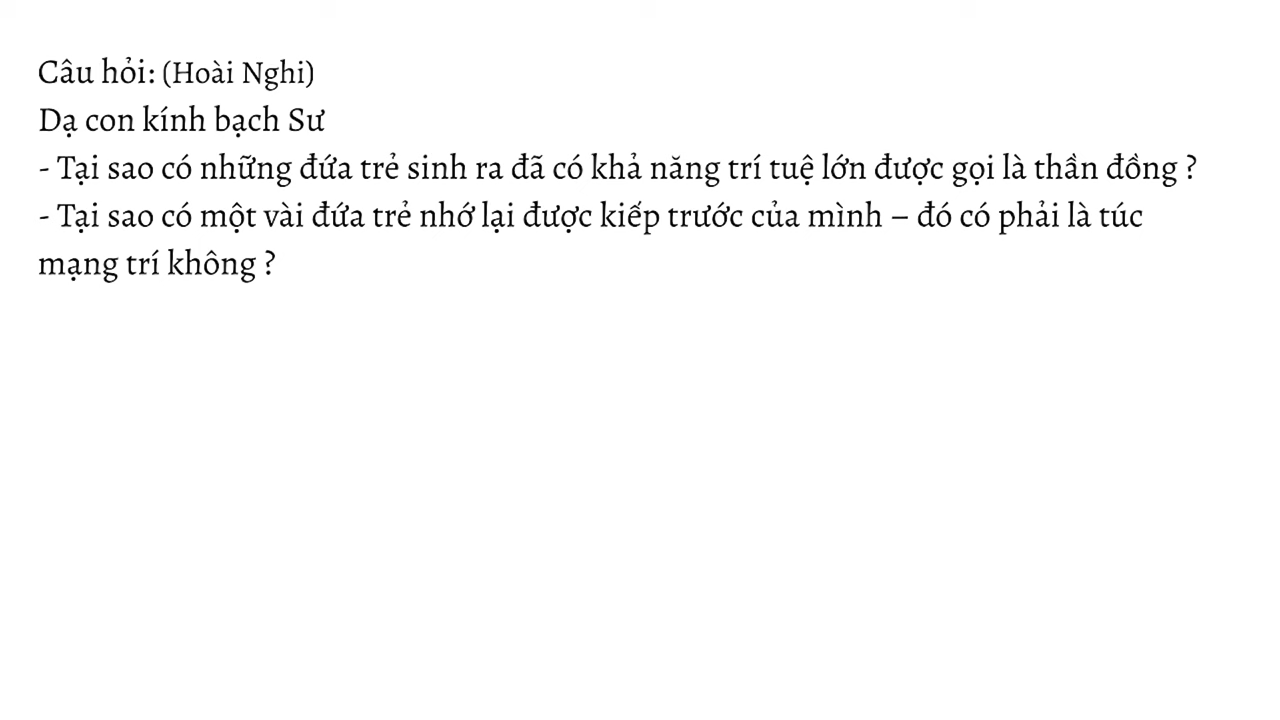 Câu hỏi: (Hoài Nghi)
Dạ con kính bạch Sư
- Tại sao có những đứa trẻ sinh ra đã có khả năng trí tuệ lớn được gọi là thần đồng ?
- Tại sao có một vài đứa trẻ nhớ lại được kiếp trước của mình – đó có phải là túc
mạng trí không ?